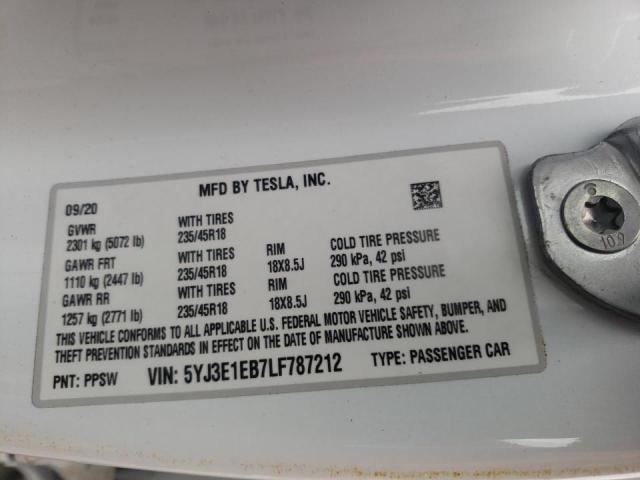 MFD BY TESLA, INC.
09/20
GVWR WITH TIRES
2301 kg (5072 lb) 235/45R18
GAWR FRT WITH TIRES RIM COLD TIRE PRESSURE
1110 kg (2447 lb) 235/45R18 18X8.5J 290 kPa, 42 psi
GAWR RR WITH TIRES RIM COLD TIRE PRESSURE
1257 kg (2771 lb) 235/45R18 18X8.5J 290 kPa, 42 psi
THIS VEHICLE CONFORMS TO ALL APPLICABLE U.S. FEDERAL MOTOR VEHICLE SAFETY, BUMPER, AND
THEFT PREVENTION STANDARDS IN EFFECT ON THE DATE OF MANUFACTURE SHOWN ABOVE.
PNT: PPSW VIN: 5YJ3E1EB7LF787212 TYPE: PASSENGER CAR
10.9